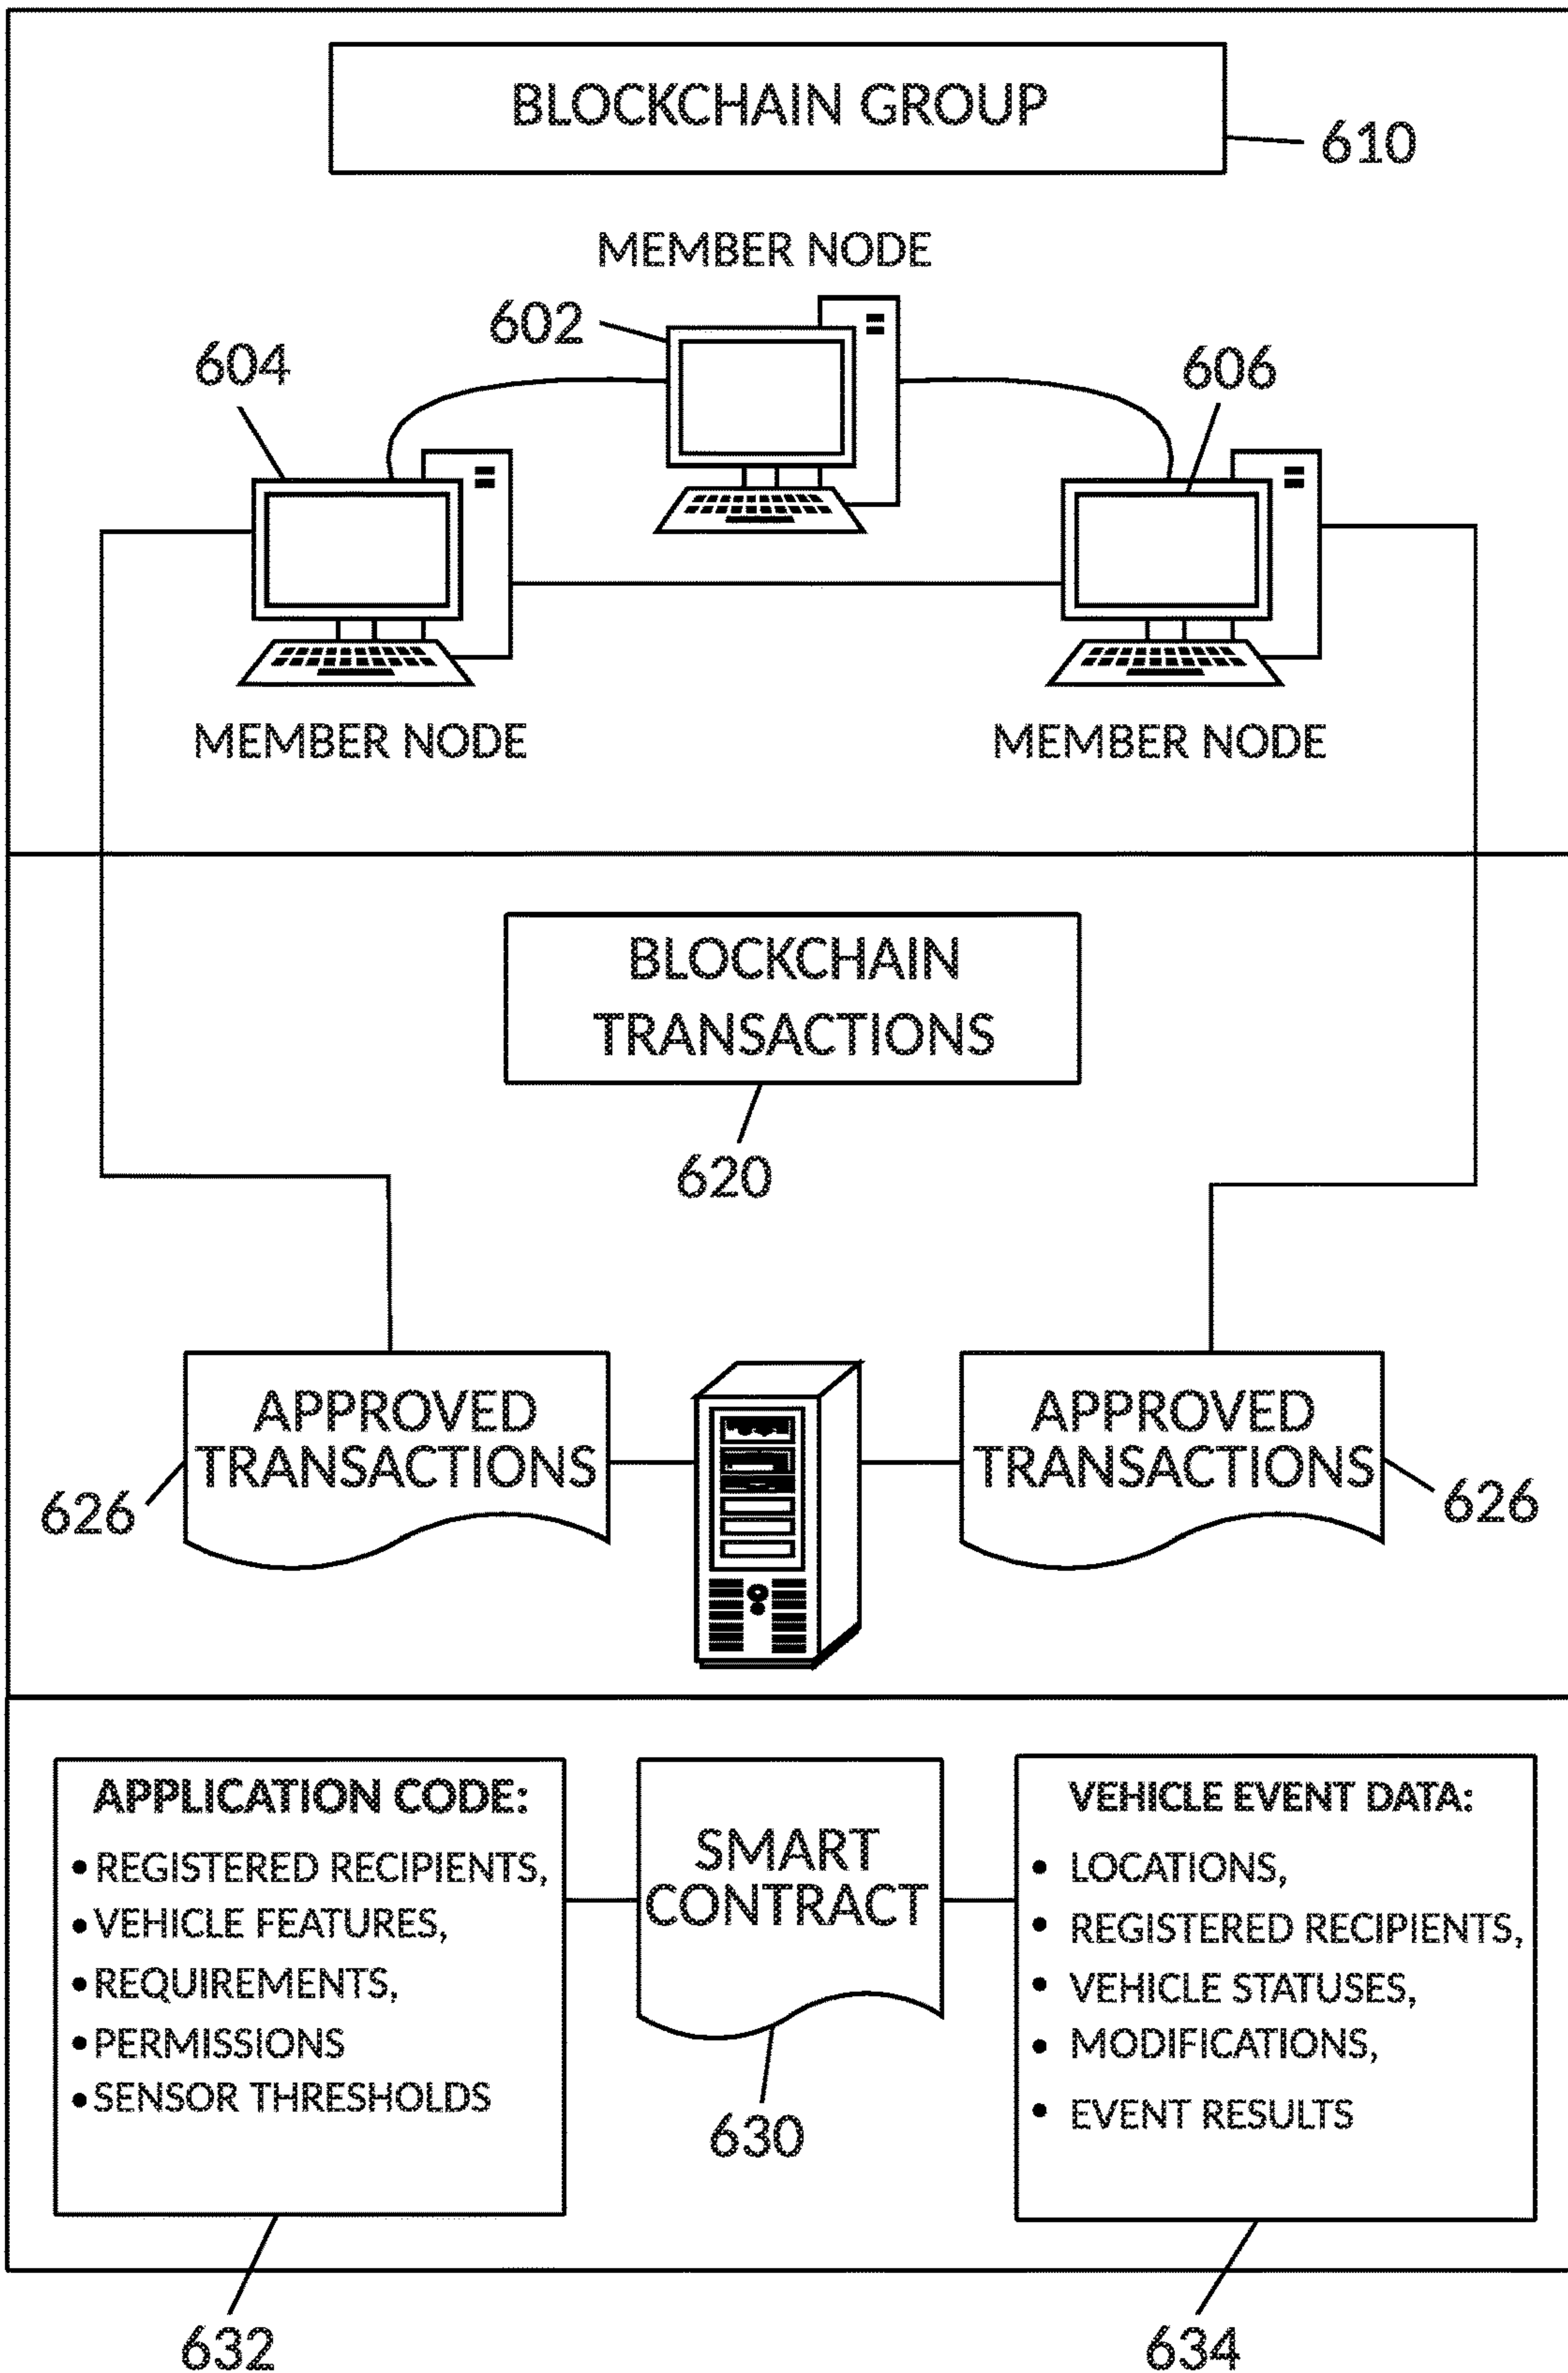 BLOCKCHAIN GROUP
610
MEMBER NODE
602
604
606
MEMBER NODE
MEMBER NODE
BLOCKCHAIN
TRANSACTIONS
620
APPROVED
TRANSACTIONS
626
APPROVED
TRANSACTIONS
626
APPLICATION CODE:
• REGISTERED RECIPIENTS,
• VEHICLE FEATURES,
• REQUIREMENTS,
• PERMISSIONS
• SENSOR THRESHOLDS
632
SMART
CONTRACT
630
VEHICLE EVENT DATA:
• LOCATIONS,
• REGISTERED RECIPIENTS,
• VEHICLE STATUSES,
• MODIFICATIONS,
• EVENT RESULTS
634